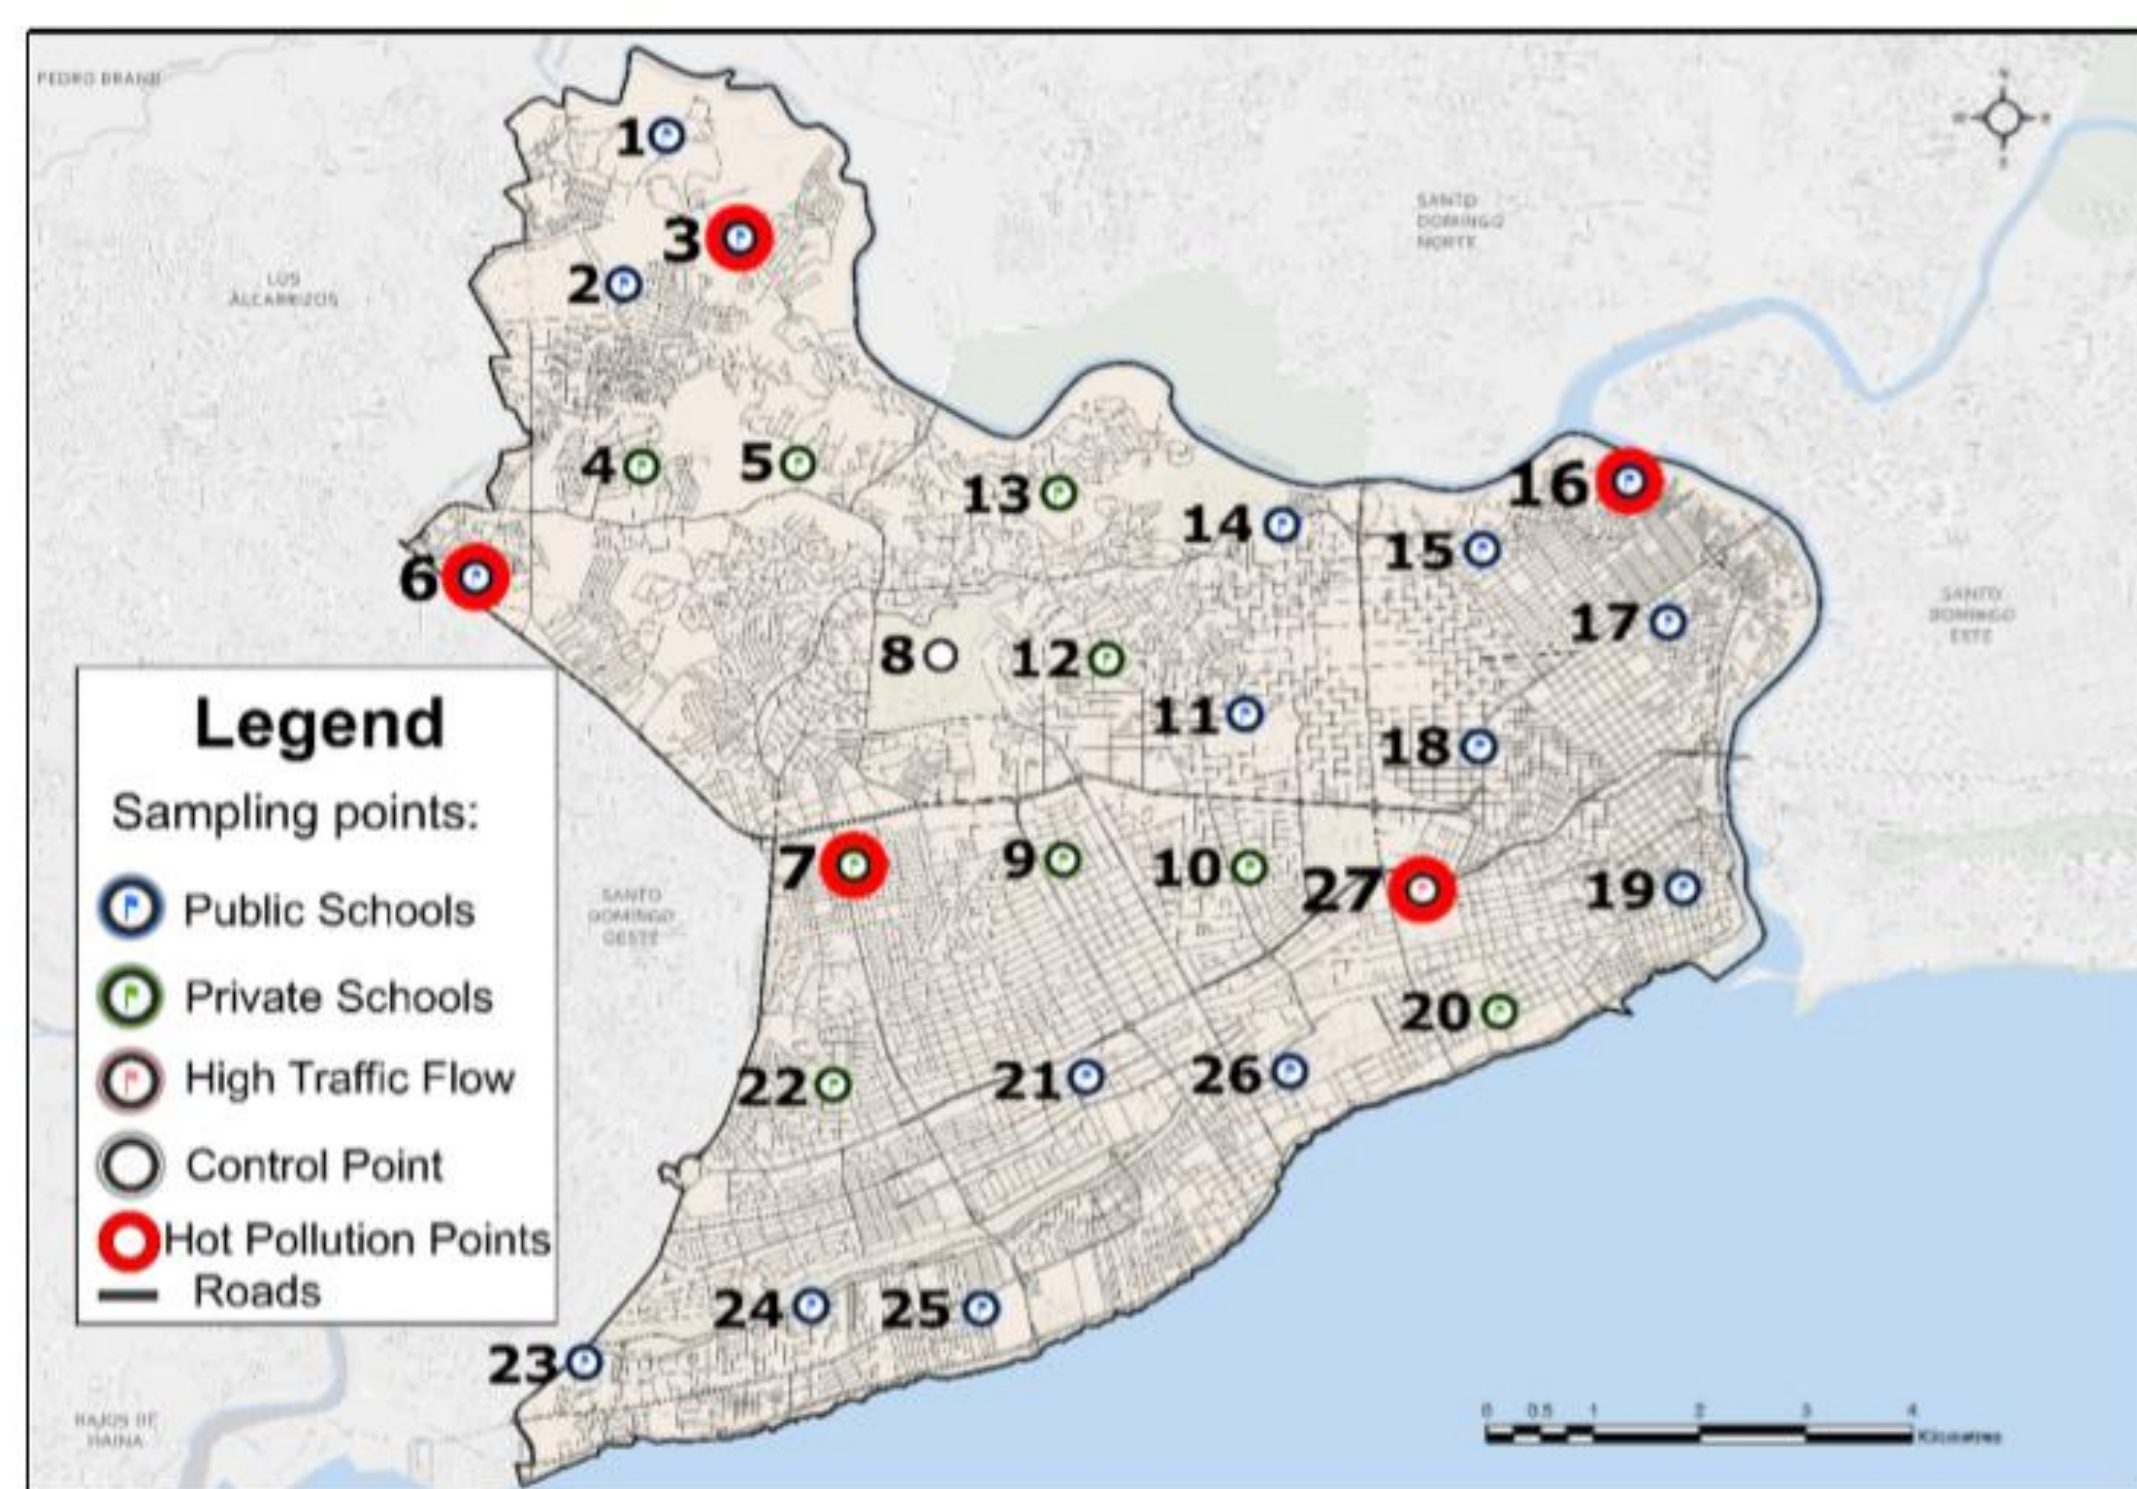 PEDRO BRAND
1
SANTO
DOMINGO
NORTE
3
2
LOS
ALCARRIZOS
4
5
13
16
14
15
6
SANTO
DOMINGO
ESTE
17
8
12
11
18
Legend
Sampling points:
Public Schools
Private Schools
High Traffic Flow
Control Point
Hot Pollution Points
Roads
7
9
10
27
19
SANTO
DOMINGO
OESTE
20
22
21
26
24
25
23
BAJOS DE
HAINA
0 0.5 1 2 3 4
Kilometres